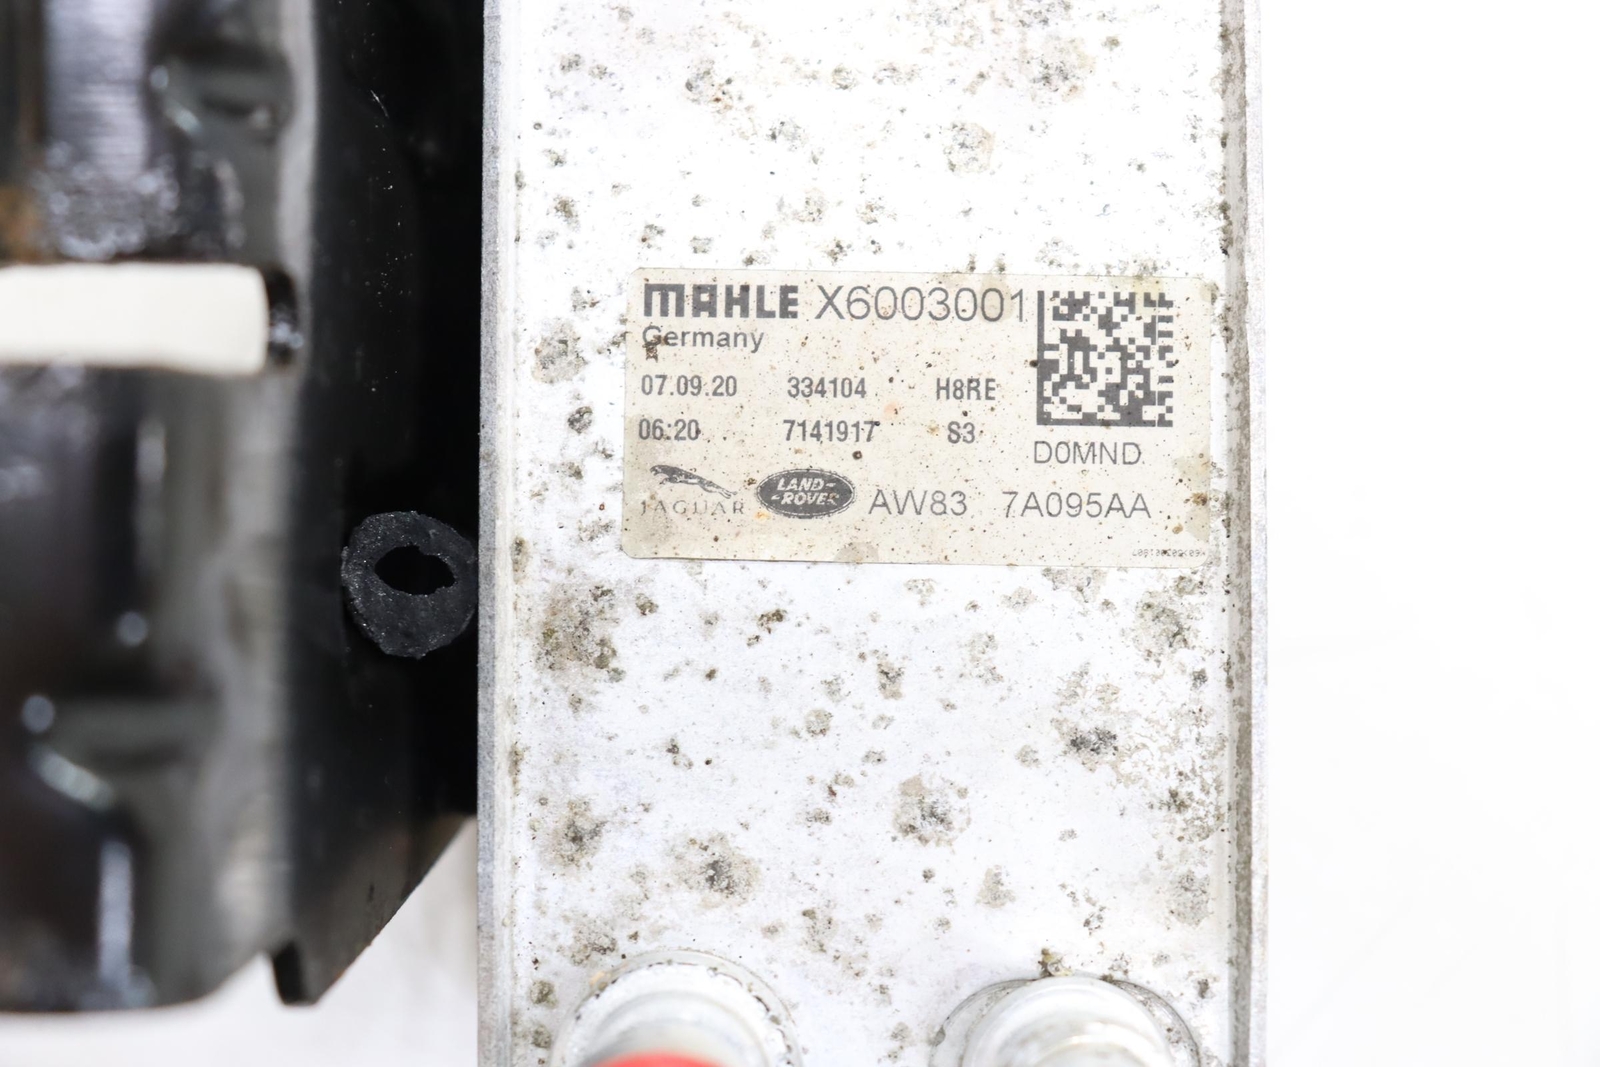 MAHLE X6003001
Germany
07.09.20 334104 H8RE
06:20 7141917 S3
D0MND
JAGUAR LAND-ROVER AW83 7A095AA